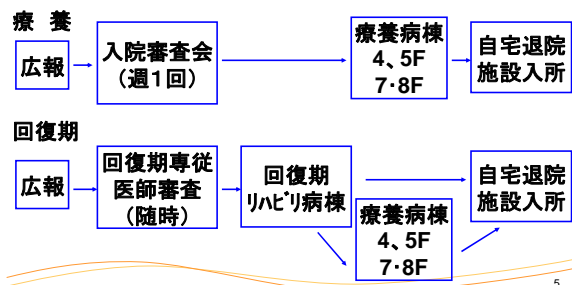 療 養
広報
入院審査会
(週1回)
療養病棟
4、5F
7・8F
自宅退院
施設入所
回復期
広報
回復期専従
医師審査
(随時)
回復期
ﾘﾊﾋﾞﾘ病棟
療養病棟
4、5F
7・8F
自宅退院
施設入所
5